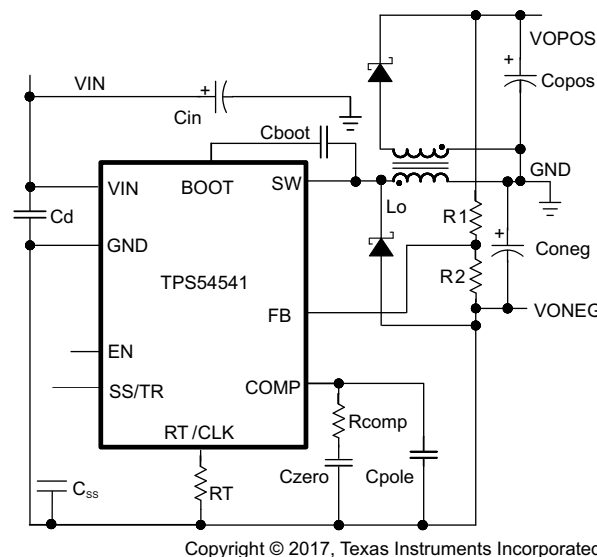 VOPOS
VIN
+
Copos
+
Cin
Cboot
GND
VIN
BOOT
SW
Lo
R1
Cd
+
Coneg
GND
R2
TPS54541
VONEG
FB
EN
SS/TR
COMP
Rcomp
RT/CLK
Czero
Cpole
Css
RT
Copyright © 2017, Texas Instruments Incorporated